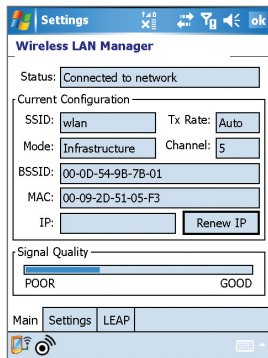 Settings ok
Wireless LAN Manager
Status: Connected to network
Current Configuration
SSID: wlan Tx Rate: Auto
Mode: Infrastructure Channel: 5
BSSID: 00-0D-54-9B-7B-01
MAC: 00-09-2D-51-05-F3
IP: Renew IP
Signal Quality
POOR GOOD
Main Settings LEAP